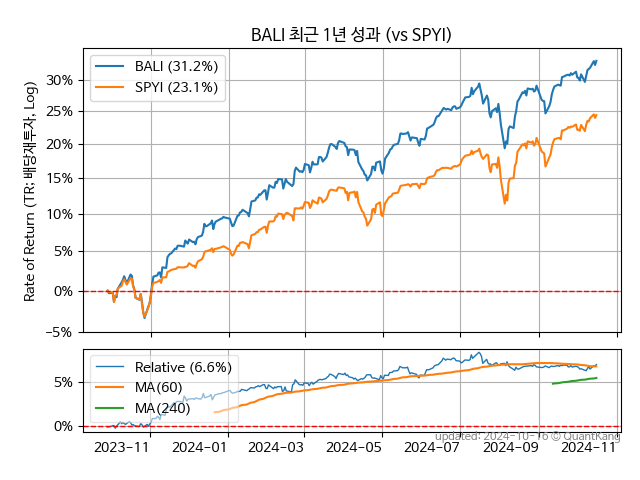 BALI 최근 1년 성과 (vs SPYI)
Rate of Return (TR: 배당재투자, Log)
BALI (31.2%)
SPYI (23.1%)
30%
25%
20%
15%
10%
5%
0%
−5%
Relative (6.6%)
MA(60)
MA(240)
5%
0%
updated: 2024-10-16 © QuantKang
2023-11
2024-01
2024-03
2024-05
2024-07
2024-09
2024-11